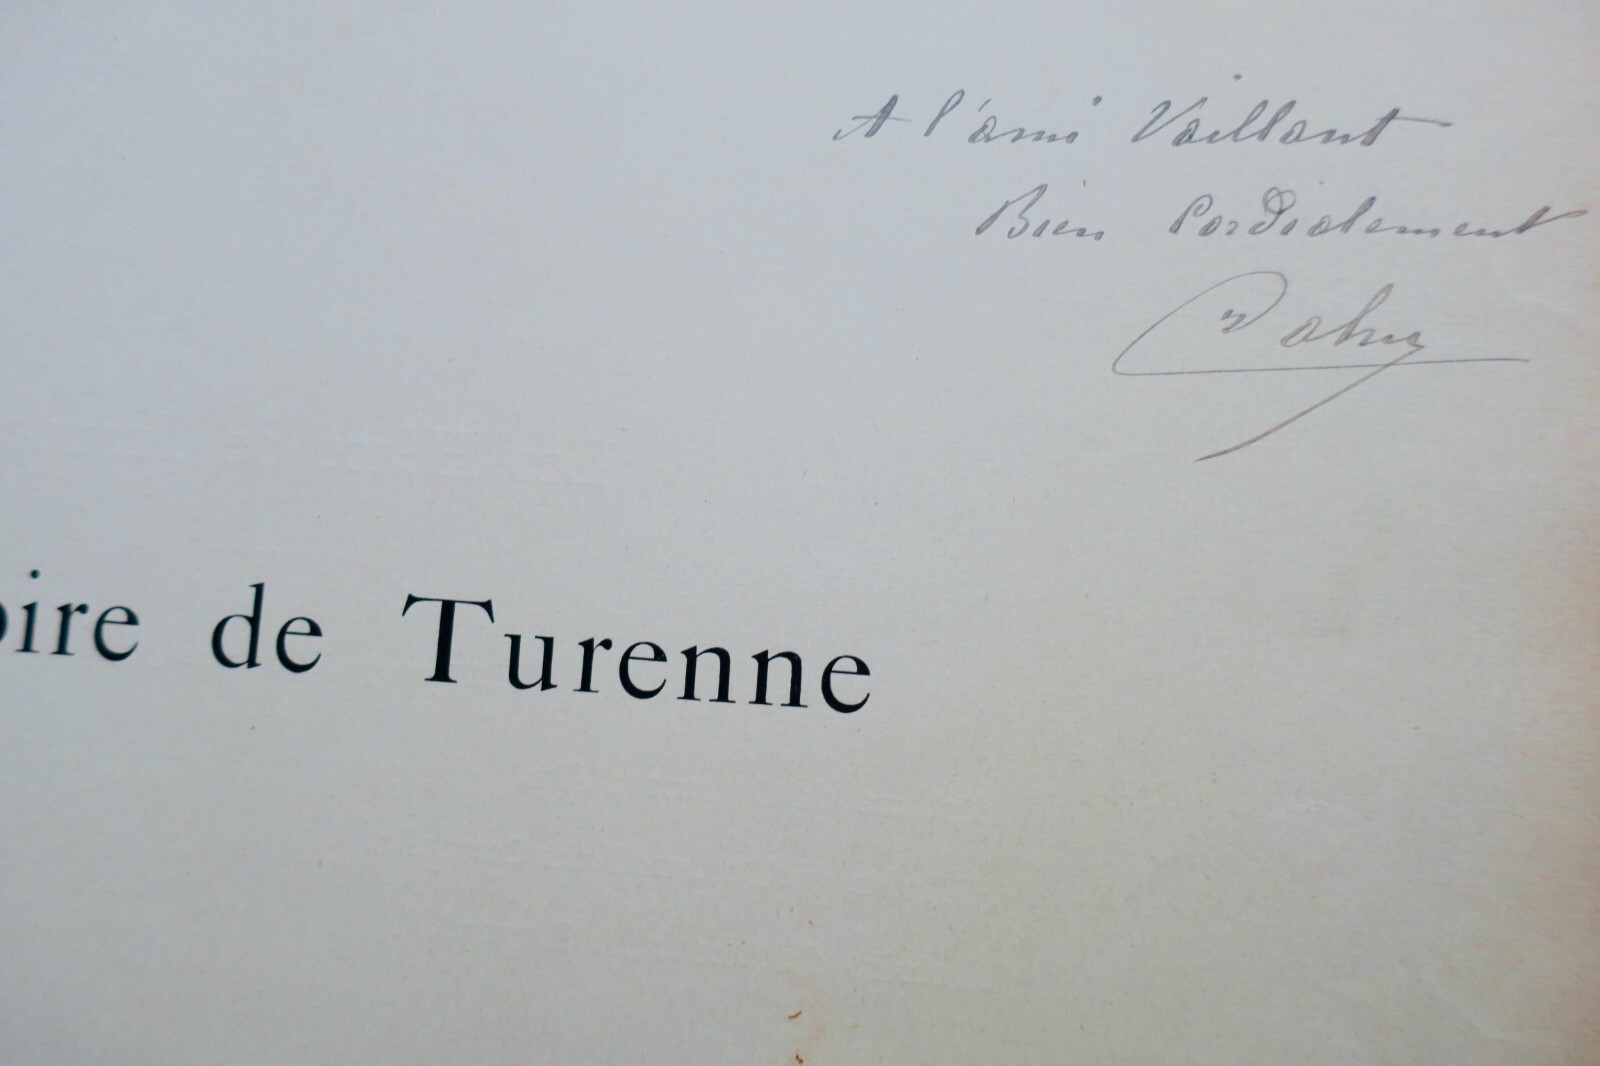 A l'ami Vaillant
Bien Cordialement
oire de Turenne